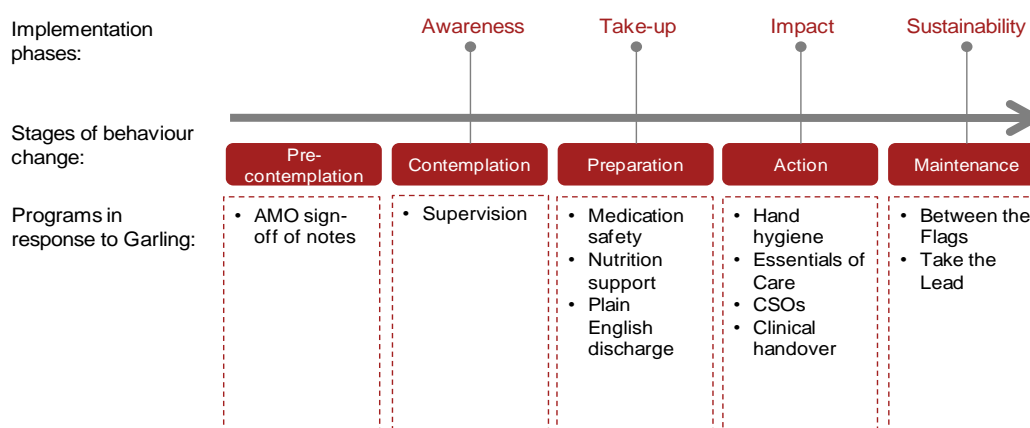 Implementation
phases:
Awareness
Take-up
Impact
Sustainability
Stages of behaviour
change:
Pre-
contemplation
Contemplation
Preparation
Action
Maintenance
Programs in
response to Garling:
• AMO sign-
off of notes
• Supervision
• Medication
safety
• Nutrition
support
• Plain
English
discharge
• Hand
hygiene
• Essentials of
Care
• CSOs
• Clinical
handover
• Between the
Flags
• Take the
Lead